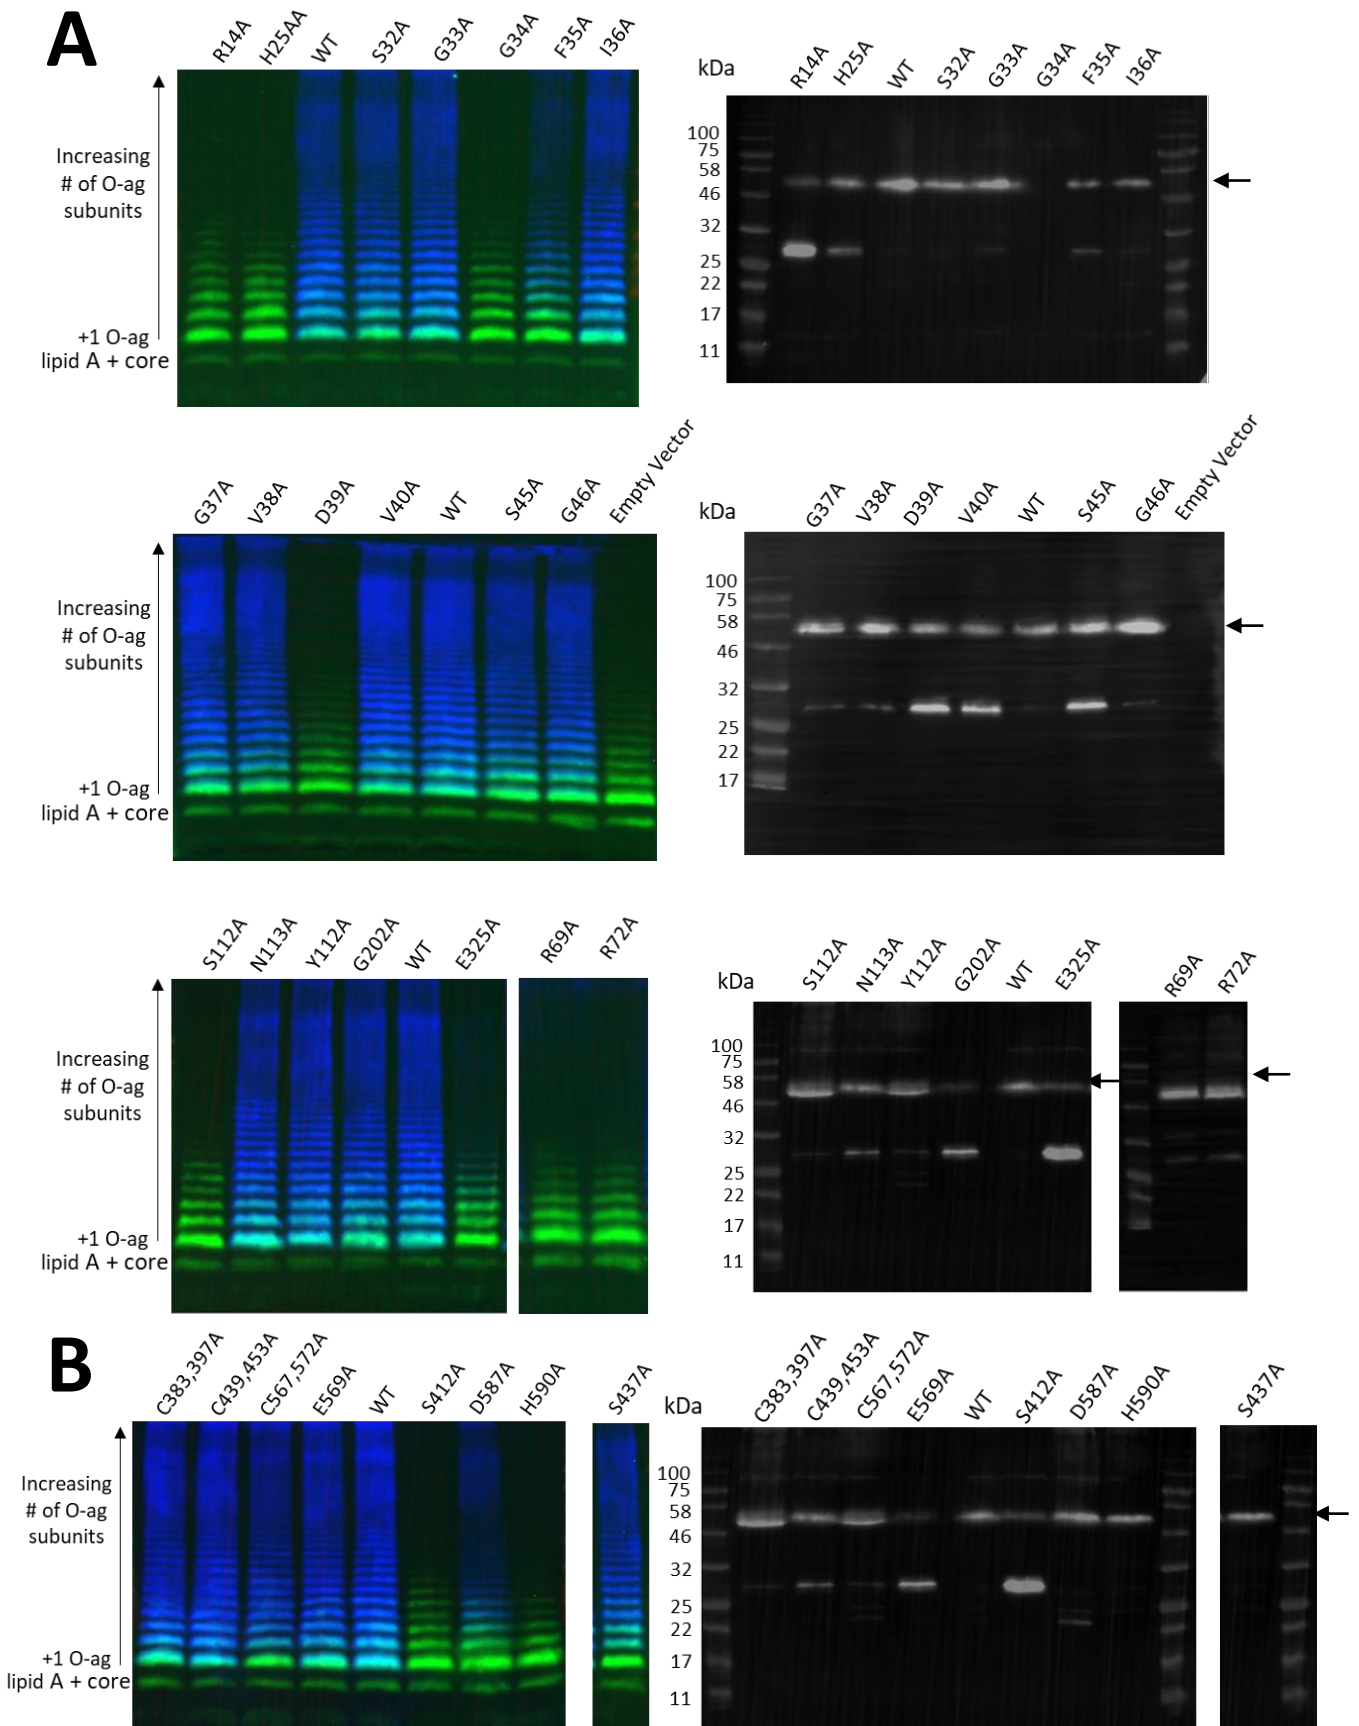 A
R14A H25AA WT S32A G33A G34A F35A I36A
Increasing
# of O-ag
subunits
+1 O-ag
lipid A + core
kDa R14A H25A WT S32A G33A G34A F35A I36A
100
75
58
46
32
25
22
17
11
G37A V38A D39A V40A WT S45A G46A Empty Vector
Increasing
# of O-ag
subunits
+1 O-ag
lipid A + core
kDa G37A V38A D39A V40A WT S45A G46A Empty Vector
100
75
58
46
32
25
22
17
S112A N113A Y112A G202A WT E325A R69A R72A
Increasing
# of O-ag
subunits
+1 O-ag
lipid A + core
kDa S112A N113A Y112A G202A WT E325A R69A R72A
100
75
58
46
32
25
22
17
11
B
C383,397A C439,453A C567,572A E569A WT S412A D587A H590A S437A
Increasing
# of O-ag
subunits
+1 O-ag
lipid A + core
kDa C383,397A C439,453A C567,572A E569A WT S412A D587A H590A S437A
100
75
58
46
32
25
22
17
11